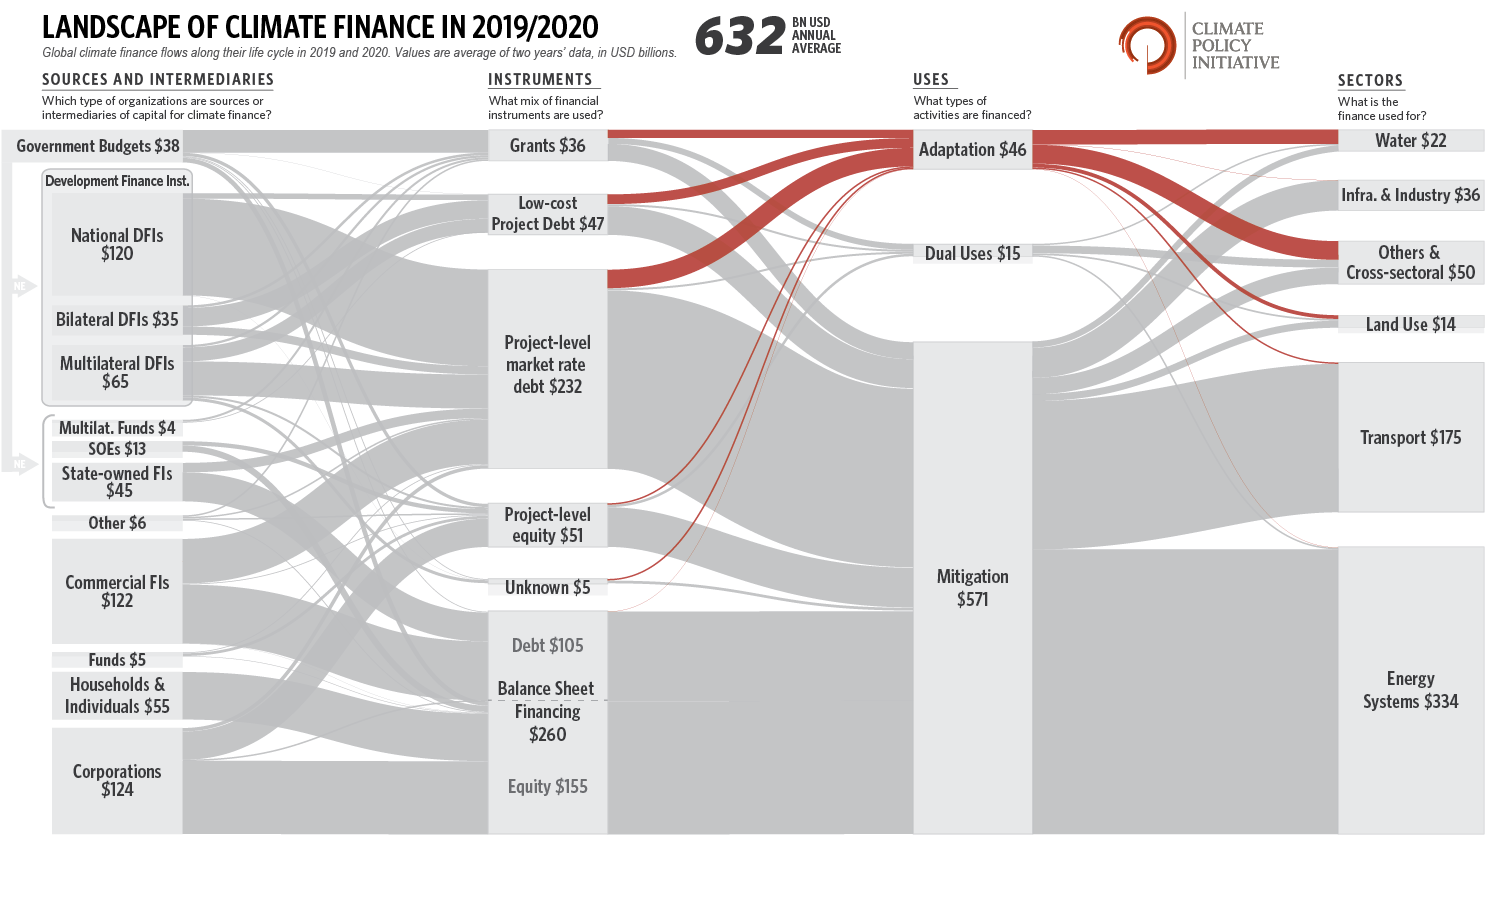 LANDSCAPE OF CLIMATE FINANCE IN 2019/2020
Global climate finance flows along their life cycle in 2019 and 2020. Values are average of two years' data, in USD billions.
632 BN USD
ANNUAL
AVERAGE
CLIMATE
POLICY
INITIATIVE
SOURCES AND INTERMEDIARIES
Which type of organizations are sources or
intermediaries of capital for climate finance?
Government Budgets $38
Development Finance Inst.
National DFIs
$120
NE
Bilateral DFIs $35
Multilateral DFIs
$65
Multilat. Funds $4
SOEs $13
NE
State-owned FIs
$45
Other $6
Commercial FIs
$122
Funds $5
Households &
Individuals $55
Corporations
$124
INSTRUMENTS
What mix of financial
instruments are used?
Grants $36
Low-cost
Project Debt $47
Project-level
market rate
debt $232
Project-level
equity $51
Unknown $5
Debt $105
Balance Sheet
Financing
$260
Equity $155
USES
What types of
activities are financed?
Adaptation $46
Dual Uses $15
Mitigation
$571
SECTORS
What is the
finance used for?
Water $22
Infra. & Industry $36
Others &
Cross-sectoral $50
Land Use $14
Transport $175
Energy
Systems $334